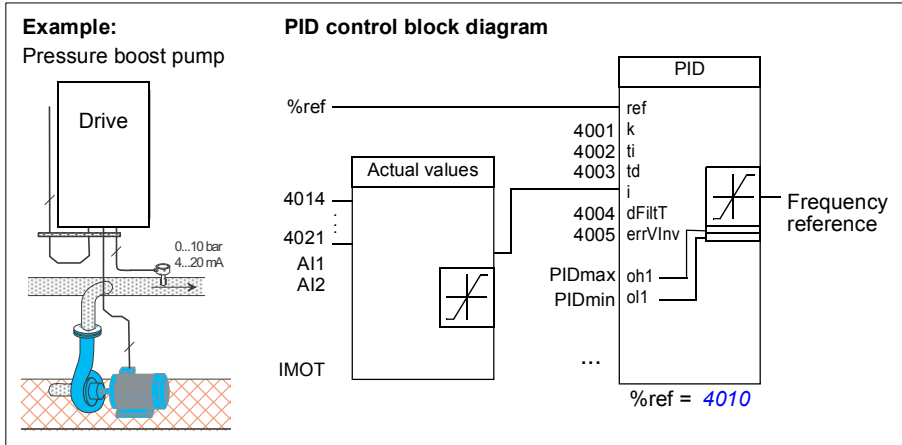 Example:
Pressure boost pump
Drive
0...10 bar
4...20 mA
PID control block diagram
PID
%ref
ref
4001 k
4002 ti
4003 td
i
4004 dFiltT
4005 errVInv
PIDmax oh1
PIDmin ol1
Actual values
4014
:
4021
AI1
AI2
IMOT
...
Frequency
reference
%ref = 4010